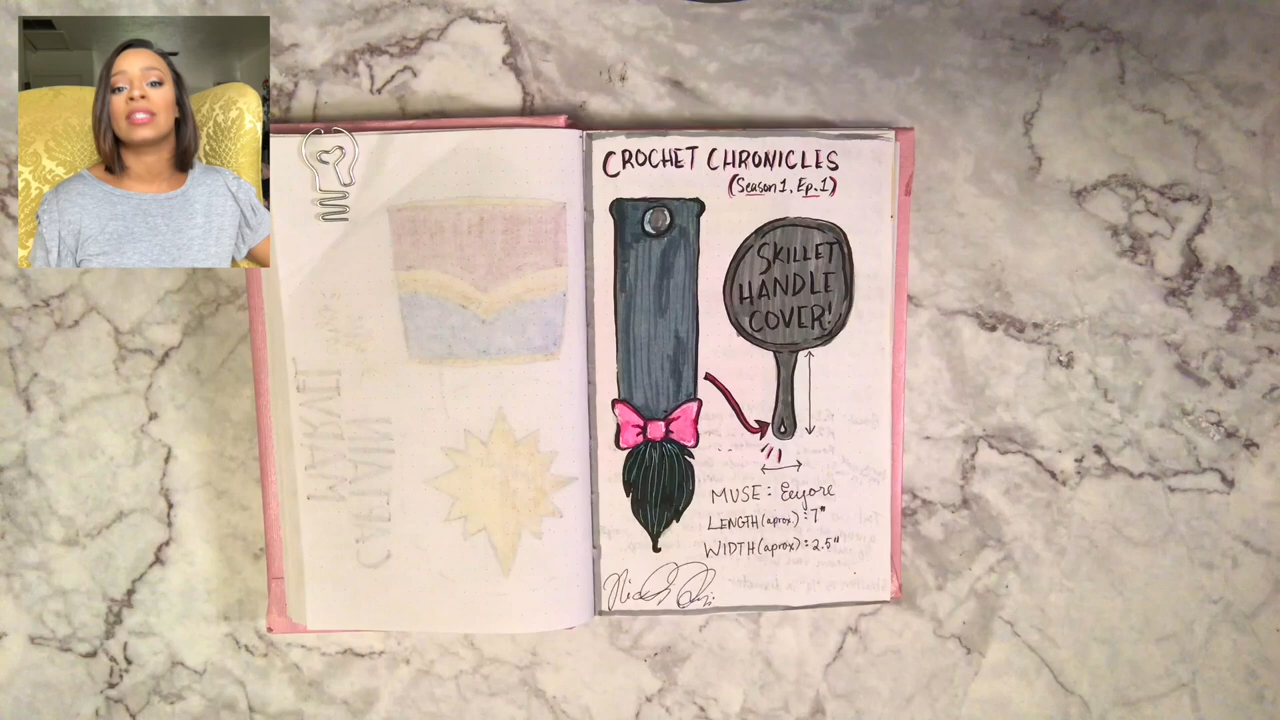 CROCHET CHRONICLES
(Season 1, Ep. 1)
SKILLET
HANDLE
COVER!
MUSE: Eeyore
LENGTH (aprox.): 7"
WIDTH (aprox): 2.5"